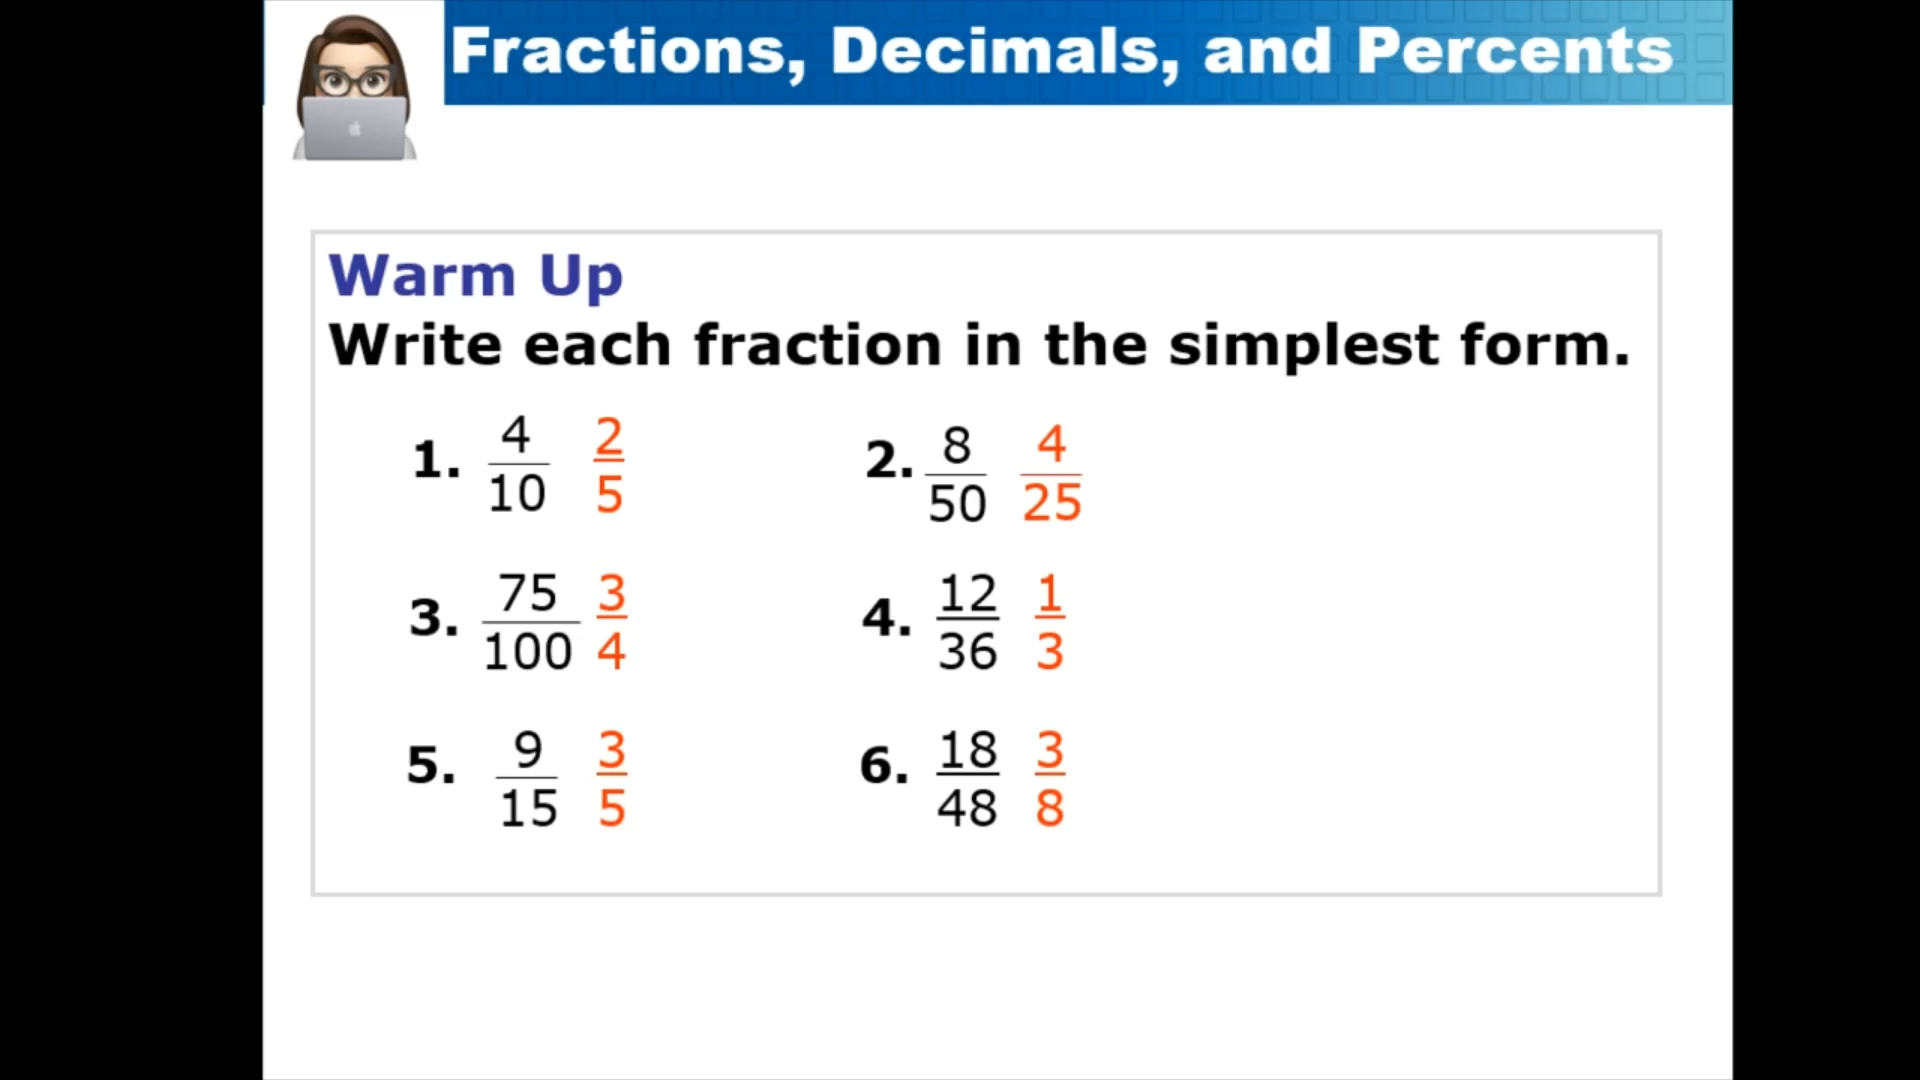 Fractions, Decimals, and Percents
Warm Up
Write each fraction in the simplest form.
1. 4/10 2/5 2. 8/50 4/25
3. 75/100 3/4 4. 12/36 1/3
5. 9/15 3/5 6. 18/48 3/8